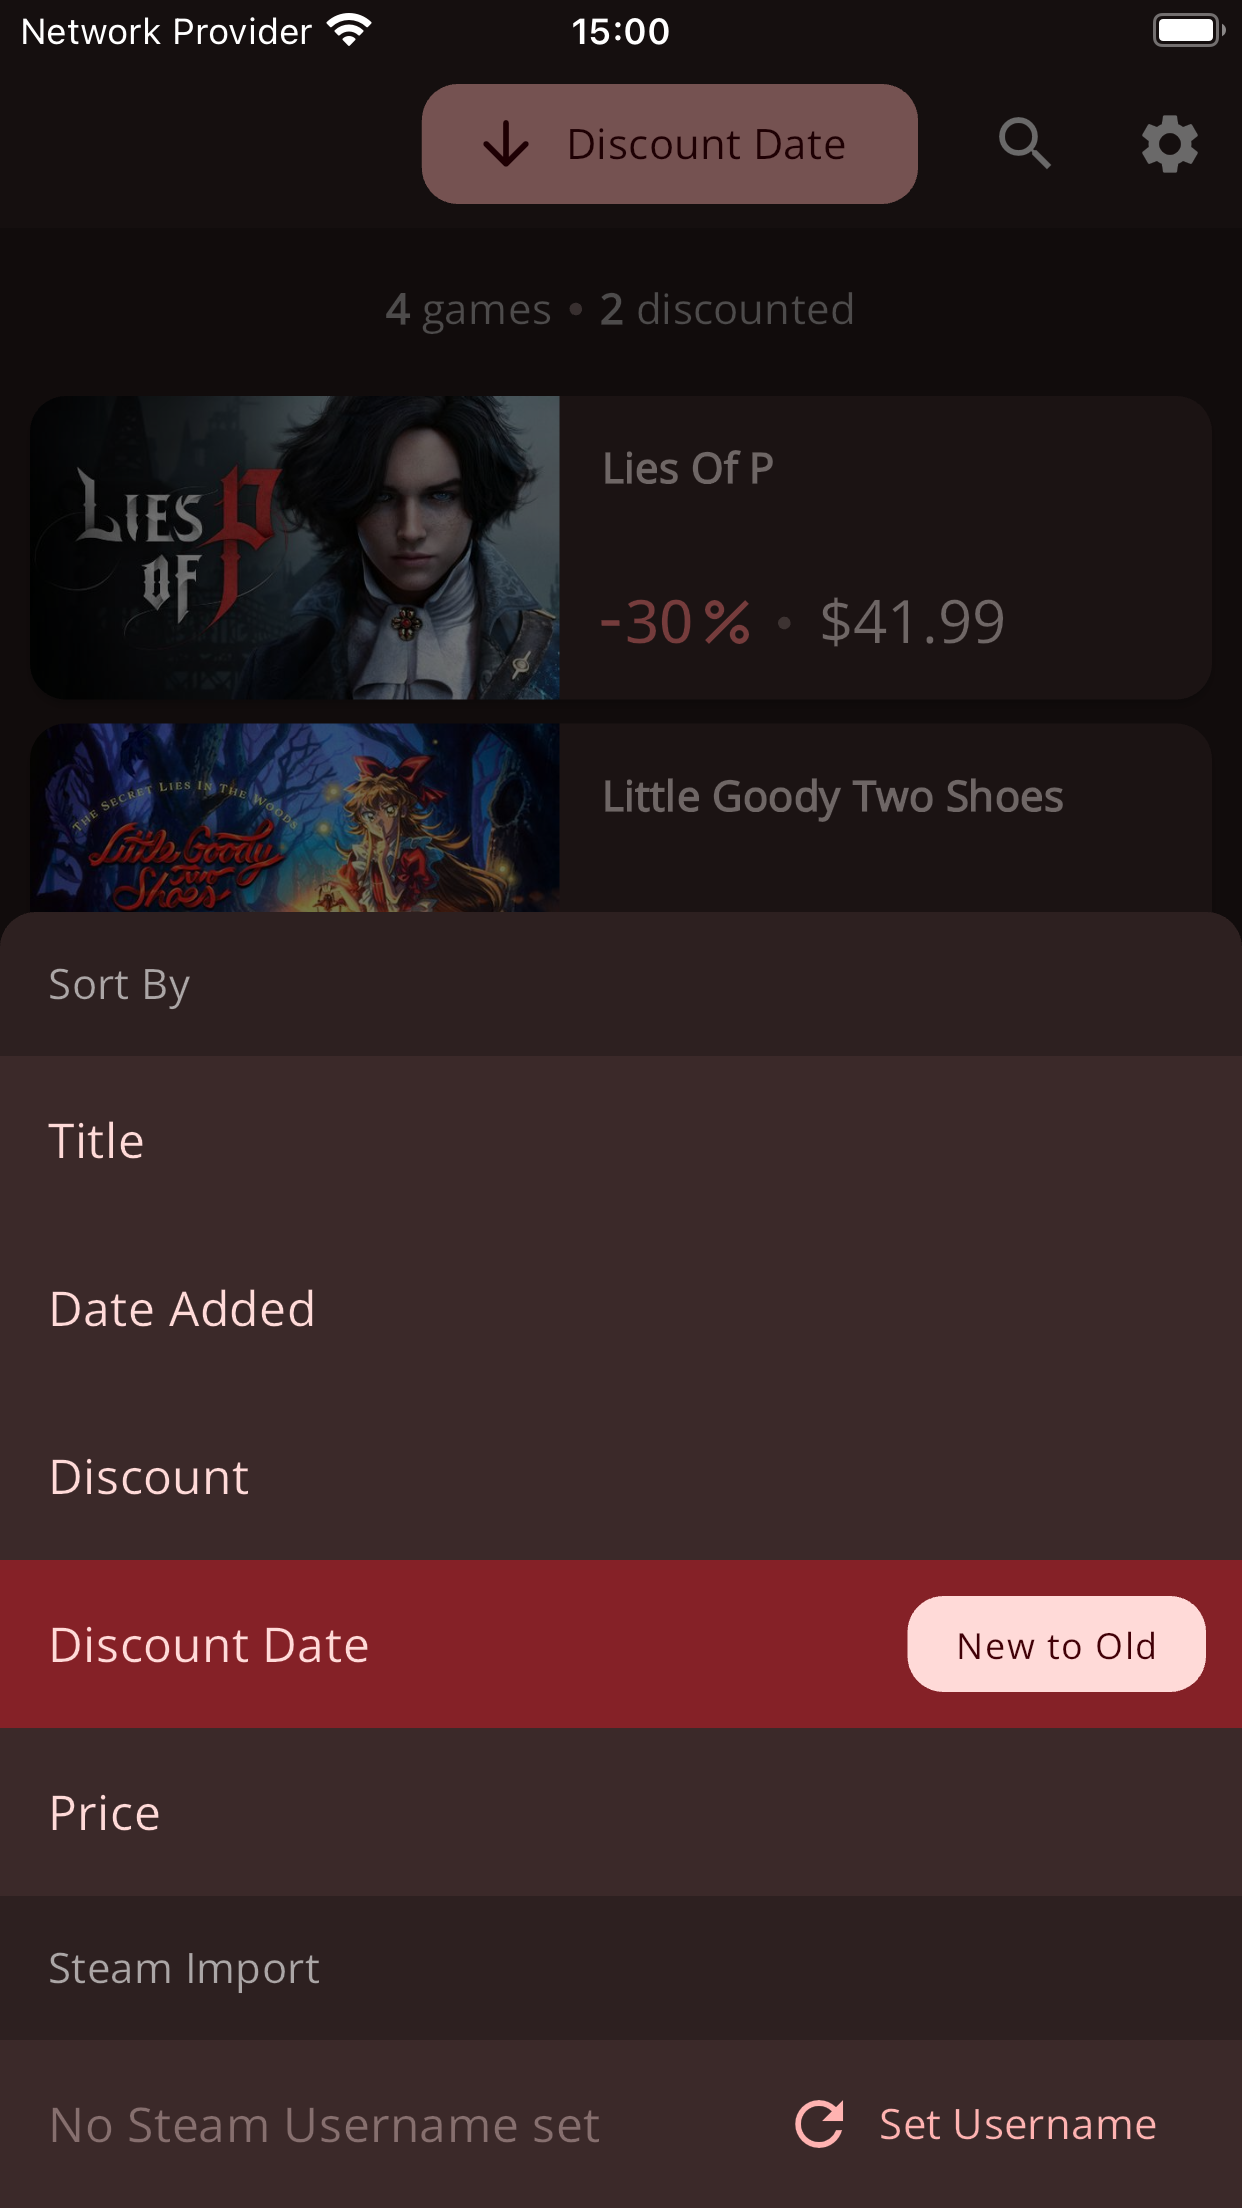 Network Provider 15:00
Discount Date
4 games • 2 discounted
LIES OF P
Lies Of P
-30% • $41.99
THE SECRET LIES IN THE WOODS
Little Goody Two Shoes
Little Goody Two Shoes
Sort By
Title
Date Added
Discount
Discount Date New to Old
Price
Steam Import
No Steam Username set Set Username